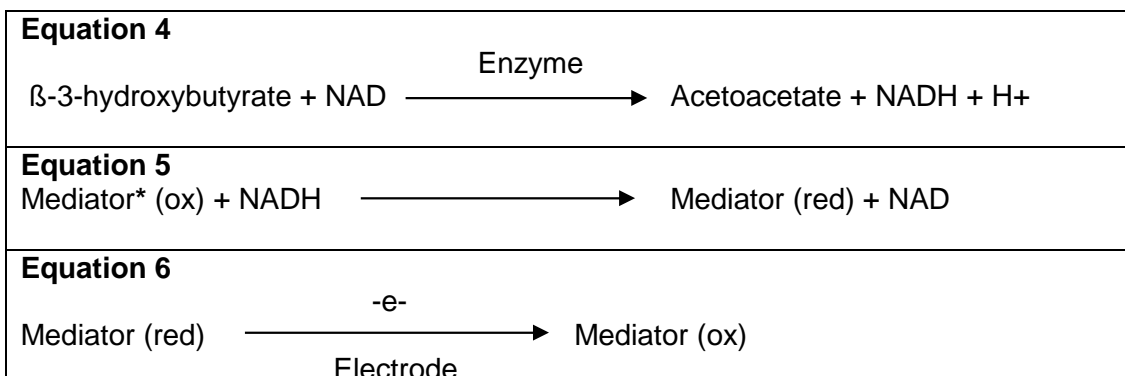 Equation 4
Enzyme
ß-3-hydroxybutyrate + NAD Acetoacetate + NADH + H+
Equation 5
Mediator* (ox) + NADH Mediator (red) + NAD
Equation 6
-e-
Mediator (red) Mediator (ox)
Electrode